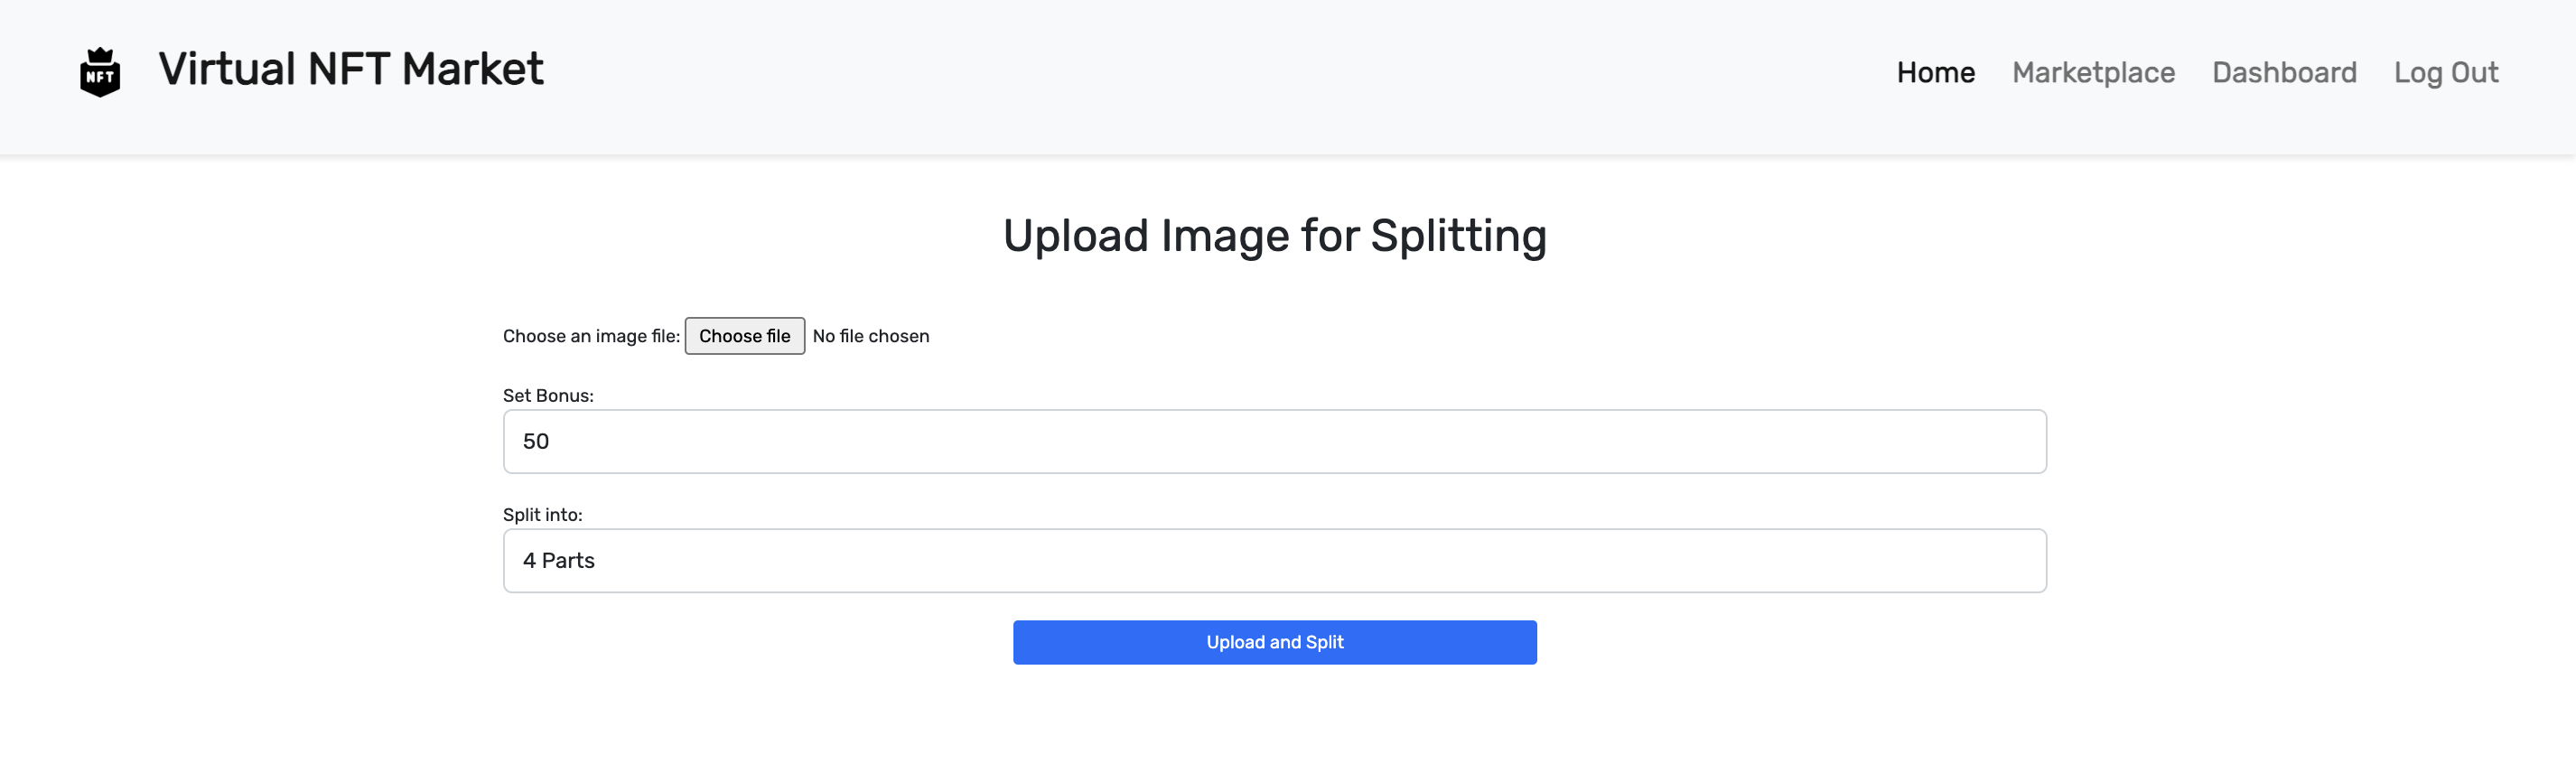 NFT
Virtual NFT Market
Home Marketplace Dashboard Log Out
Upload Image for Splitting
Choose an image file: Choose file No file chosen
Set Bonus:
50
Split into:
4 Parts
Upload and Split